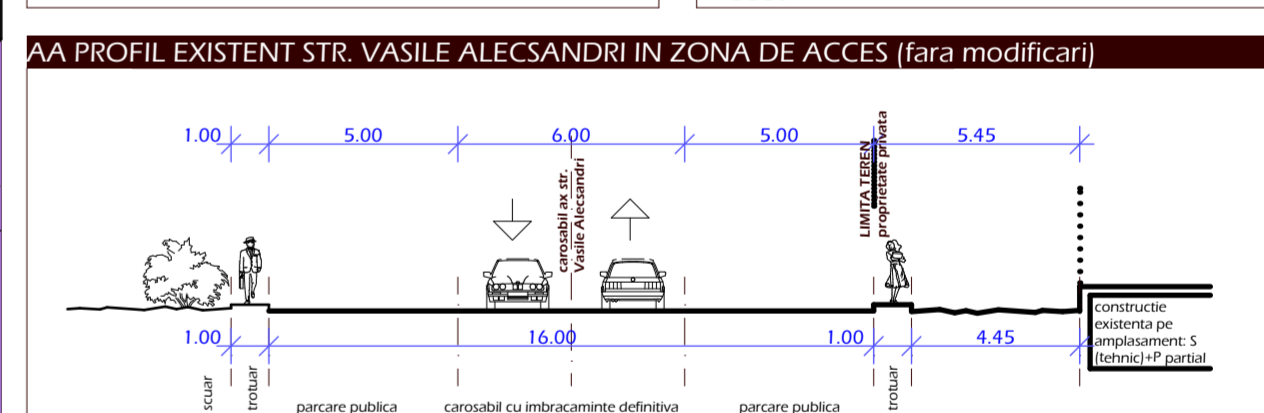 AA PROFIL EXISTENT STR. VASILE ALECSANDRI IN ZONA DE ACCES (fara modificari)
1.00
5.00
6.00
5.00
5.45
carosabil ax str.
Vasile Alecsandri
LIMITA TEREN
proprietate privata
1.00
16.00
1.00
4.45
constructie
existenta pe
amplasament: S
(tehnic)+P partial
scuar
trotuar
parcare publica
carosabil cu imbracaminte definitiva
parcare publica
trotuar